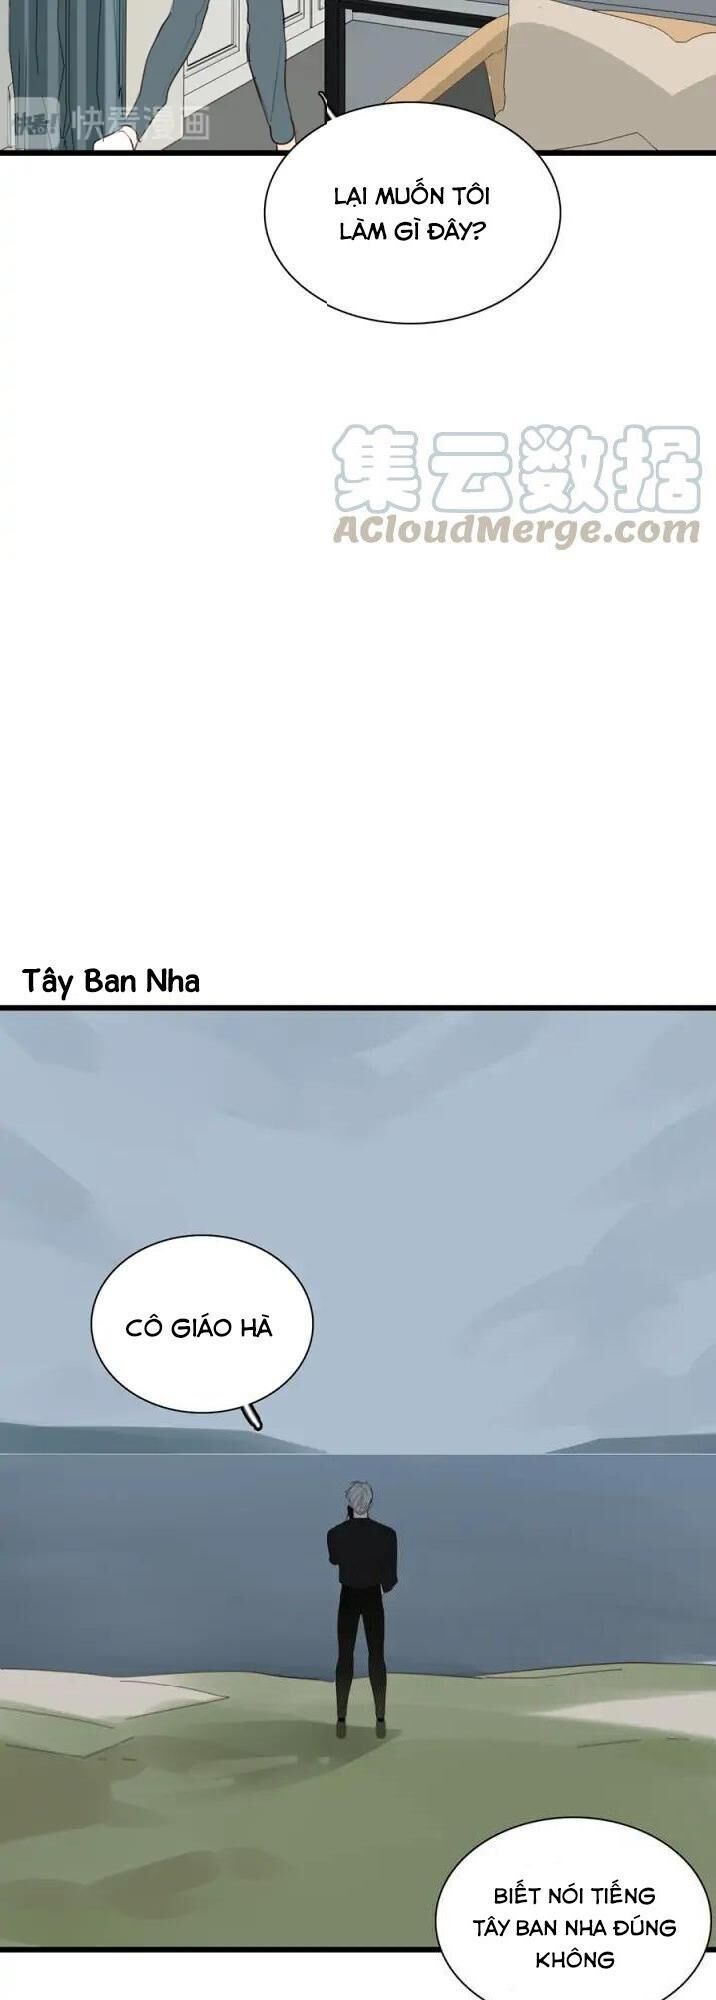 快看漫画
LẠI MUỐN TÔI
LÀM GÌ ĐÂY?
集云数据
ACloudMerge.com
Tây Ban Nha
CÔ GIÁO HÀ
BIẾT NÓI TIẾNG
TÂY BAN NHA ĐÚNG
KHÔNG